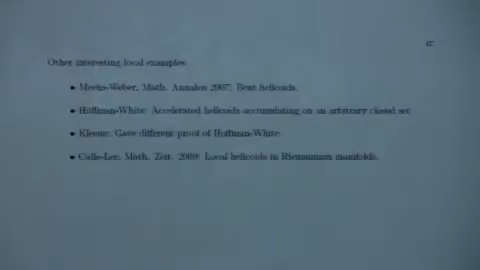 37
Other interesting local examples:
• Meeks-Weber, Math. Annalen 2007: Bent helicoids.
• Hoffman-White: Accelerated helicoids accumulating on an arbitrary closed set.
• Kleene: Gave different proof of Hoffman-White.
• Calle-Lee, Math. Zeit. 2009: Local helicoids in Riemannian manifolds.